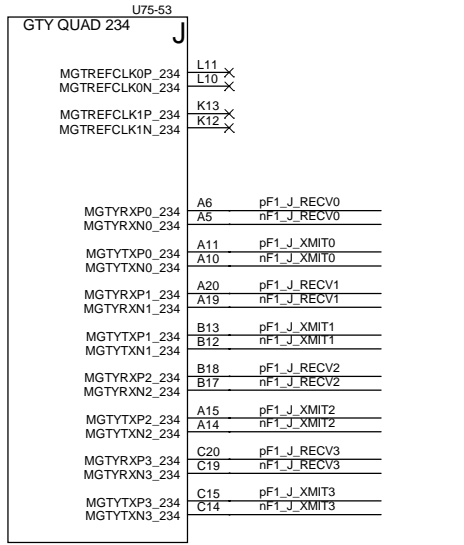 U75-53
GTY QUAD 234
J
MGTREFCLK0P_234 L11
MGTREFCLK0N_234 L10
MGTREFCLK1P_234 K13
MGTREFCLK1N_234 K12
MGTYRXP0_234 A6 pF1_J_RECV0
MGTYRXN0_234 A5 nF1_J_RECV0
MGTYTXP0_234 A11 pF1_J_XMIT0
MGTYTXN0_234 A10 nF1_J_XMIT0
MGTYRXP1_234 A20 pF1_J_RECV1
MGTYRXN1_234 A19 nF1_J_RECV1
MGTYTXP1_234 B13 pF1_J_XMIT1
MGTYTXN1_234 B12 nF1_J_XMIT1
MGTYRXP2_234 B18 pF1_J_RECV2
MGTYRXN2_234 B17 nF1_J_RECV2
MGTYTXP2_234 A15 pF1_J_XMIT2
MGTYTXN2_234 A14 nF1_J_XMIT2
MGTYRXP3_234 C20 pF1_J_RECV3
MGTYRXN3_234 C19 nF1_J_RECV3
MGTYTXP3_234 C15 pF1_J_XMIT3
MGTYTXN3_234 C14 nF1_J_XMIT3